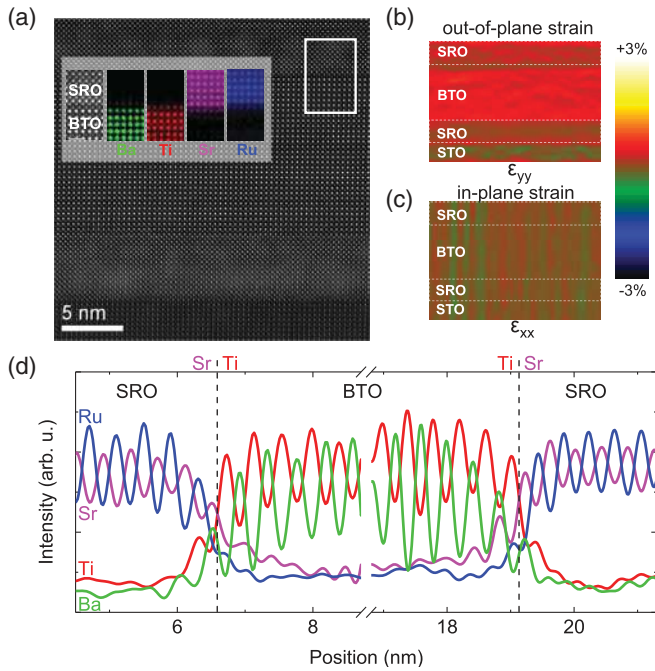 (a)
SRO
BTO
Ba
Ti
Sr
Ru
5 nm
(b)
out-of-plane strain
SRO
BTO
SRO
STO
εyy
(c)
in-plane strain
SRO
BTO
SRO
STO
εxx
+3%
-3%
(d)
Sr Ti
Ti Sr
SRO
BTO
SRO
Ru
Sr
Ti
Ba
Intensity (arb. u.)
6 8 18 20
Position (nm)